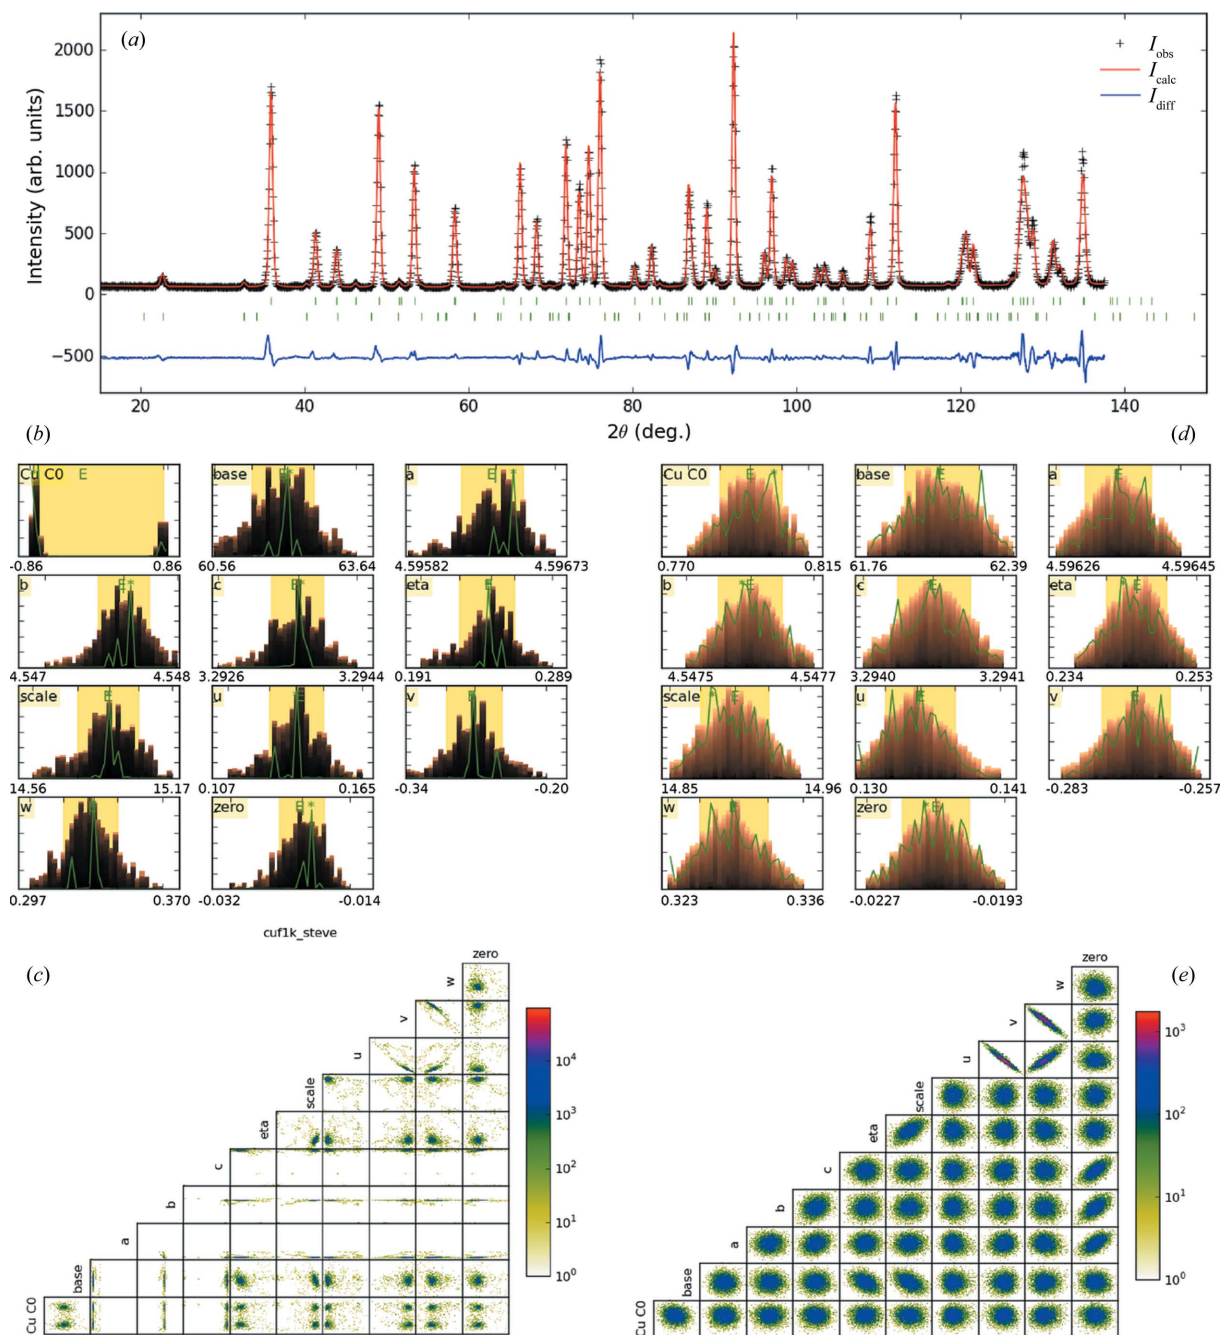 (a)
I obs
I calc
I diff
2000
1500
1000
500
0
−500
Intensity (arb. units)
20 40 60 80 100 120 140
2θ (deg.)
(b)
Cu C0 E
-0.86 0.86
base E*
60.56 63.64
a E *
4.59582 4.59673
b E *
4.547 4.548
c E*
3.2926 3.2944
eta E
0.191 0.289
scale E
14.56 15.17
u E
0.107 0.165
v E
-0.34 -0.20
w
0.297 0.370
zero E *
-0.032 -0.014
cuf1k_steve
(d)
Cu C0 E *
0.770 0.815
base E
61.76 62.39
a E
4.59626 4.59645
b *E
4.5475 4.5477
c E
3.2940 3.2941
eta * E
0.234 0.253
scale * E
14.85 14.96
u E
0.130 0.141
v
-0.283 -0.257
w
0.323 0.336
zero * E
-0.0227 -0.0193
(c)
zero
w
v
u
scale
eta
c
b
a
base
Cu C0
10^4
10^3
10^2
10^1
10^0
(e)
zero
w
v
u
scale
eta
c
b
a
base
Cu C0
10^3
10^2
10^1
10^0